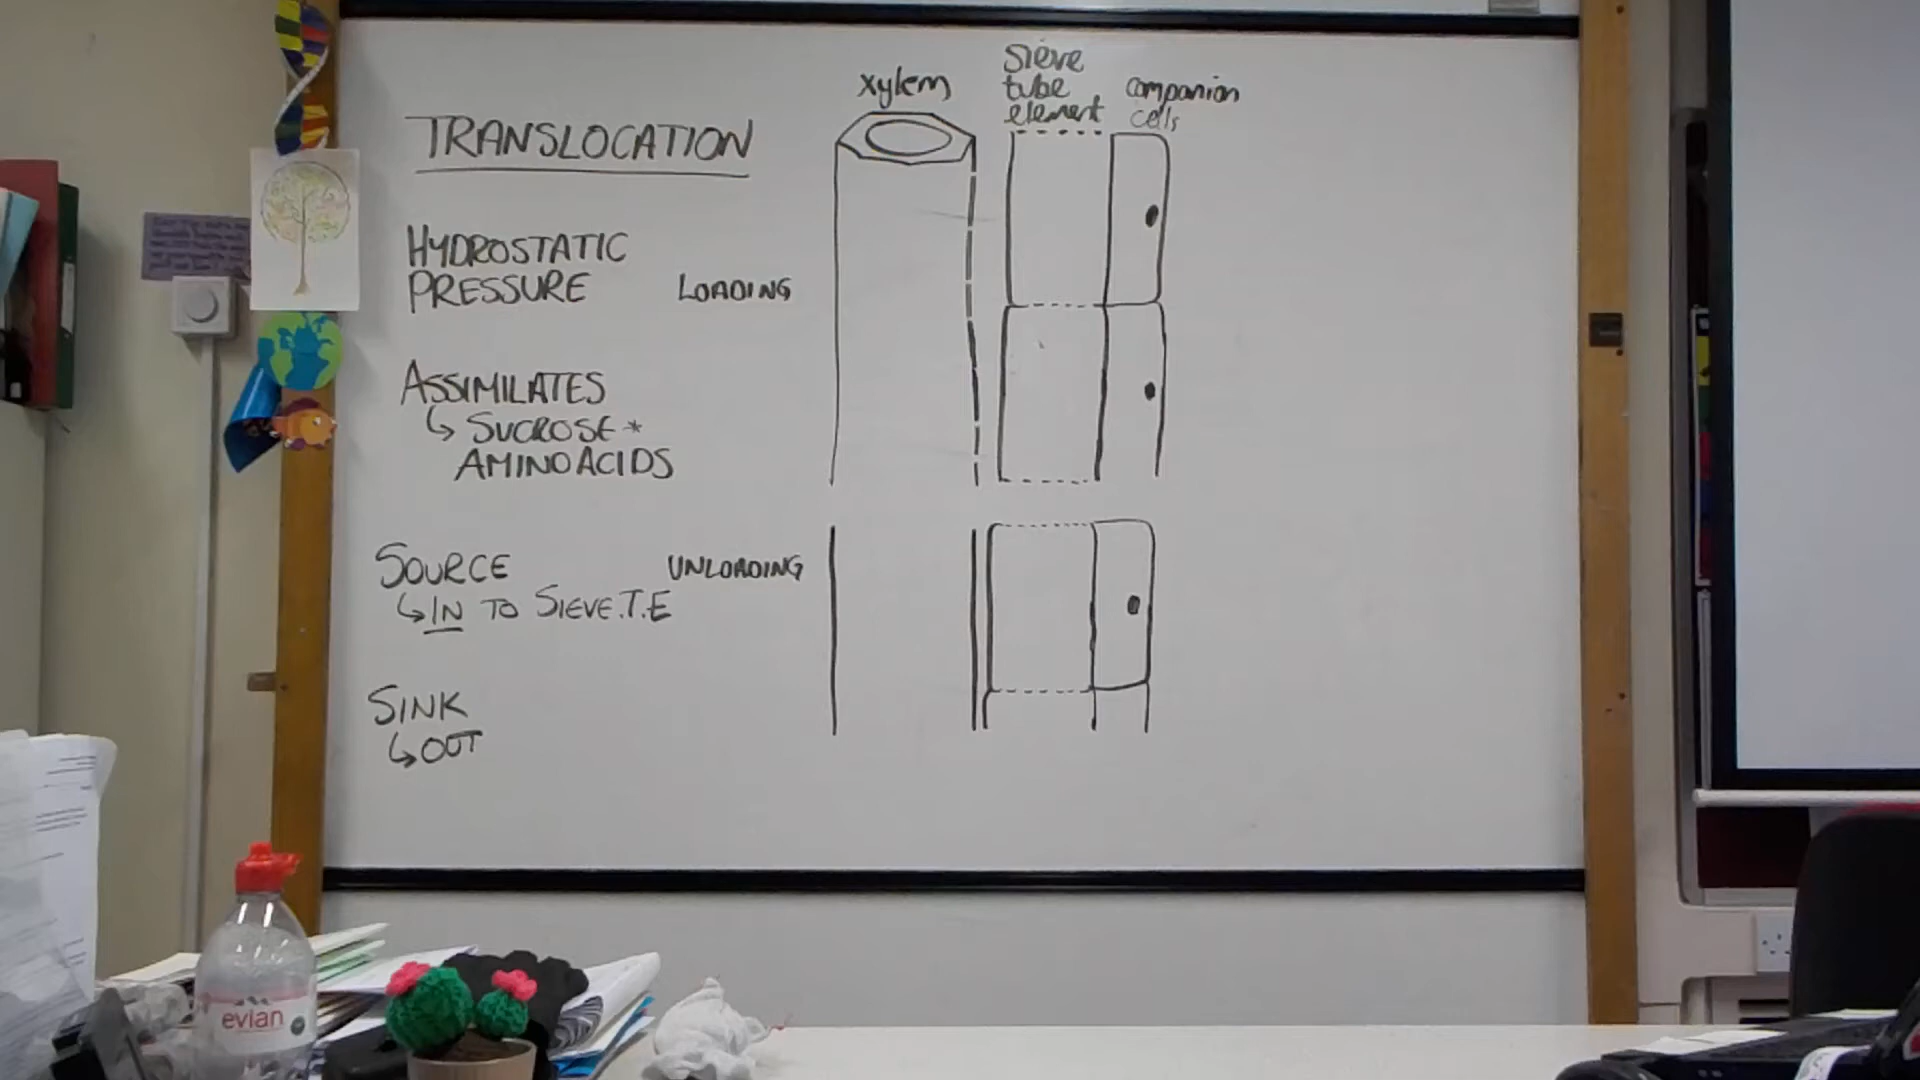 TRANSLOCATION
HYDROSTATIC
PRESSURE
LOADING
ASSIMILATES
↳ SUCROSE *
AMINO ACIDS
SOURCE
↳ IN TO SIEVE.T.E
UNLOADING
SINK
↳ OUT
xylem
Sieve
tube
element
companion
cells
evian